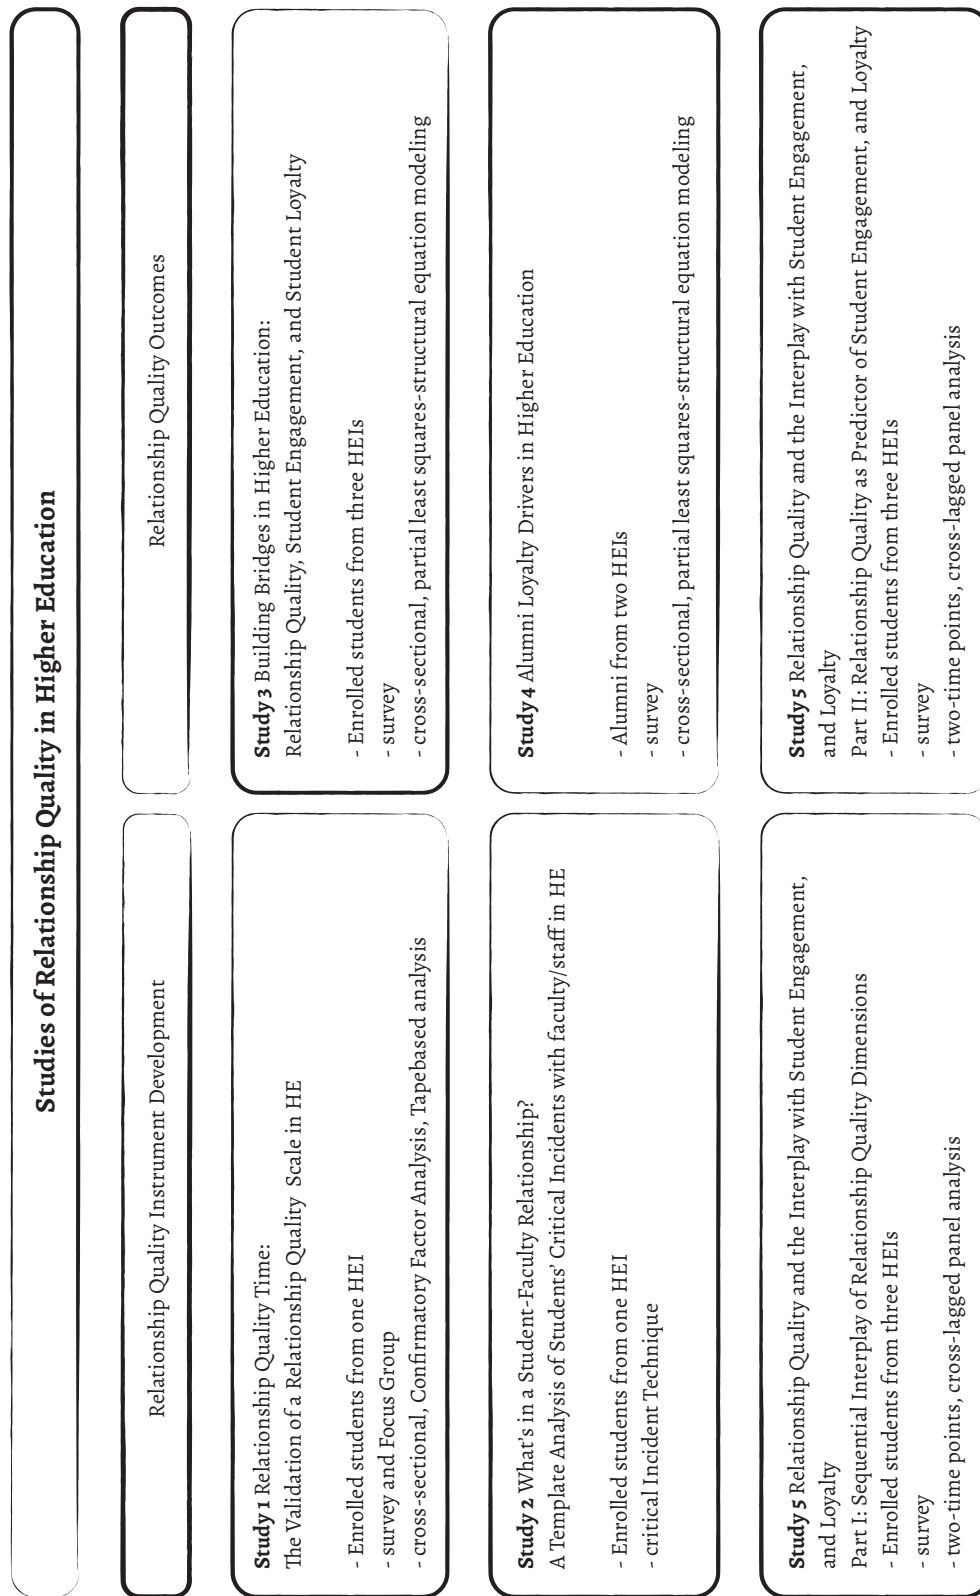 Studies of Relationship Quality in Higher Education
Relationship Quality Instrument Development
Relationship Quality Outcomes
Study 1 Relationship Quality Time:
The Validation of a Relationship Quality Scale in HE
- Enrolled students from one HEI
- survey and Focus Group
- cross-sectional, Confirmatory Factor Analysis, Tapebased analysis
Study 3 Building Bridges in Higher Education:
Relationship Quality, Student Engagement, and Student Loyalty
- Enrolled students from three HEIs
- survey
- cross-sectional, partial least squares-structural equation modeling
Study 2 What's in a Student-Faculty Relationship?
A Template Analysis of Students' Critical Incidents with faculty/staff in HE
- Enrolled students from one HEI
- critical Incident Technique
Study 4 Alumni Loyalty Drivers in Higher Education
- Alumni from two HEIs
- survey
- cross-sectional, partial least squares-structural equation modeling
Study 5 Relationship Quality and the Interplay with Student Engagement,
and Loyalty
Part I: Sequential Interplay of Relationship Quality Dimensions
- Enrolled students from three HEIs
- survey
- two-time points, cross-lagged panel analysis
Study 5 Relationship Quality and the Interplay with Student Engagement,
and Loyalty
Part II: Relationship Quality as Predictor of Student Engagement, and Loyalty
- Enrolled students from three HEIs
- survey
- two-time points, cross-lagged panel analysis